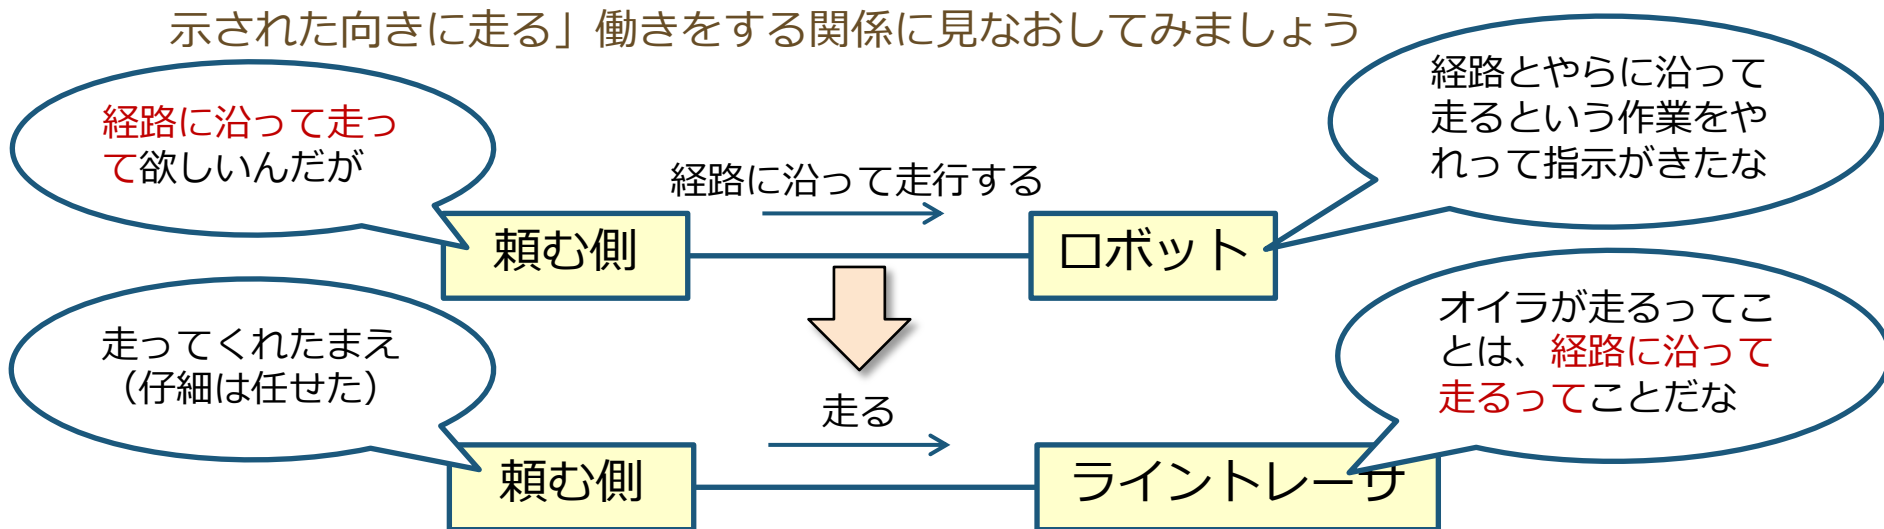 示された向きに走る」働きをする関係に見なおしてみましょう
経路に沿って走っ
て欲しいんだが
経路に沿って走行する
経路とやらに沿って
走るという作業をや
れって指示がきたな
頼む側
ロボット
走ってくれたまえ
（仔細は任せた）
走る
オイラが走るってこ
とは、経路に沿って
走るってことだな
頼む側
ライントレーサ